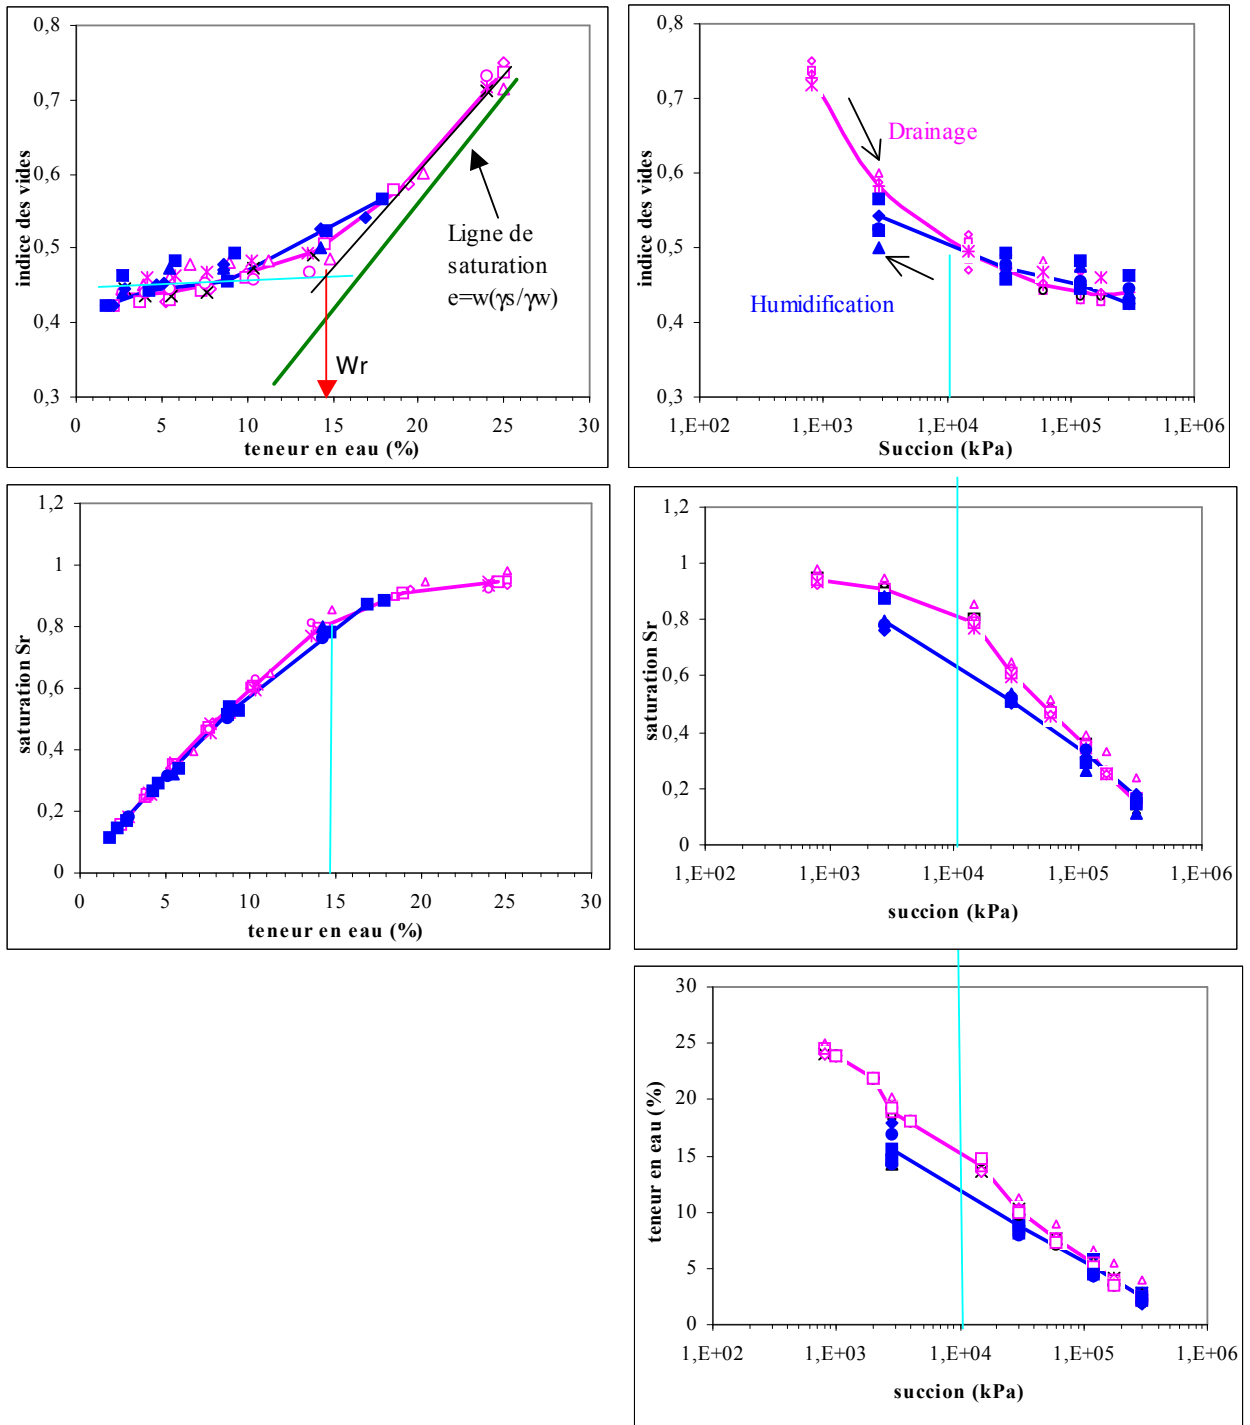 0,8
0,7
0,6
0,5
0,4
0,3
indice des vides
0 5 10 15 20 25 30
teneur en eau (%)
Ligne de
saturation
e=w(γs/γw)
Wr
0,8
0,7
0,6
0,5
0,4
0,3
indice des vides
1,E+02 1,E+03 1,E+04 1,E+05 1,E+06
Succion (kPa)
Drainage
Humidification
1,2
1
0,8
0,6
0,4
0,2
0
saturation Sr
0 5 10 15 20 25 30
teneur en eau (%)
1,2
1
0,8
0,6
0,4
0,2
0
saturation Sr
1,E+02 1,E+03 1,E+04 1,E+05 1,E+06
succion (kPa)
30
25
20
15
10
5
0
teneur en eau (%)
1,E+02 1,E+03 1,E+04 1,E+05 1,E+06
succion (kPa)